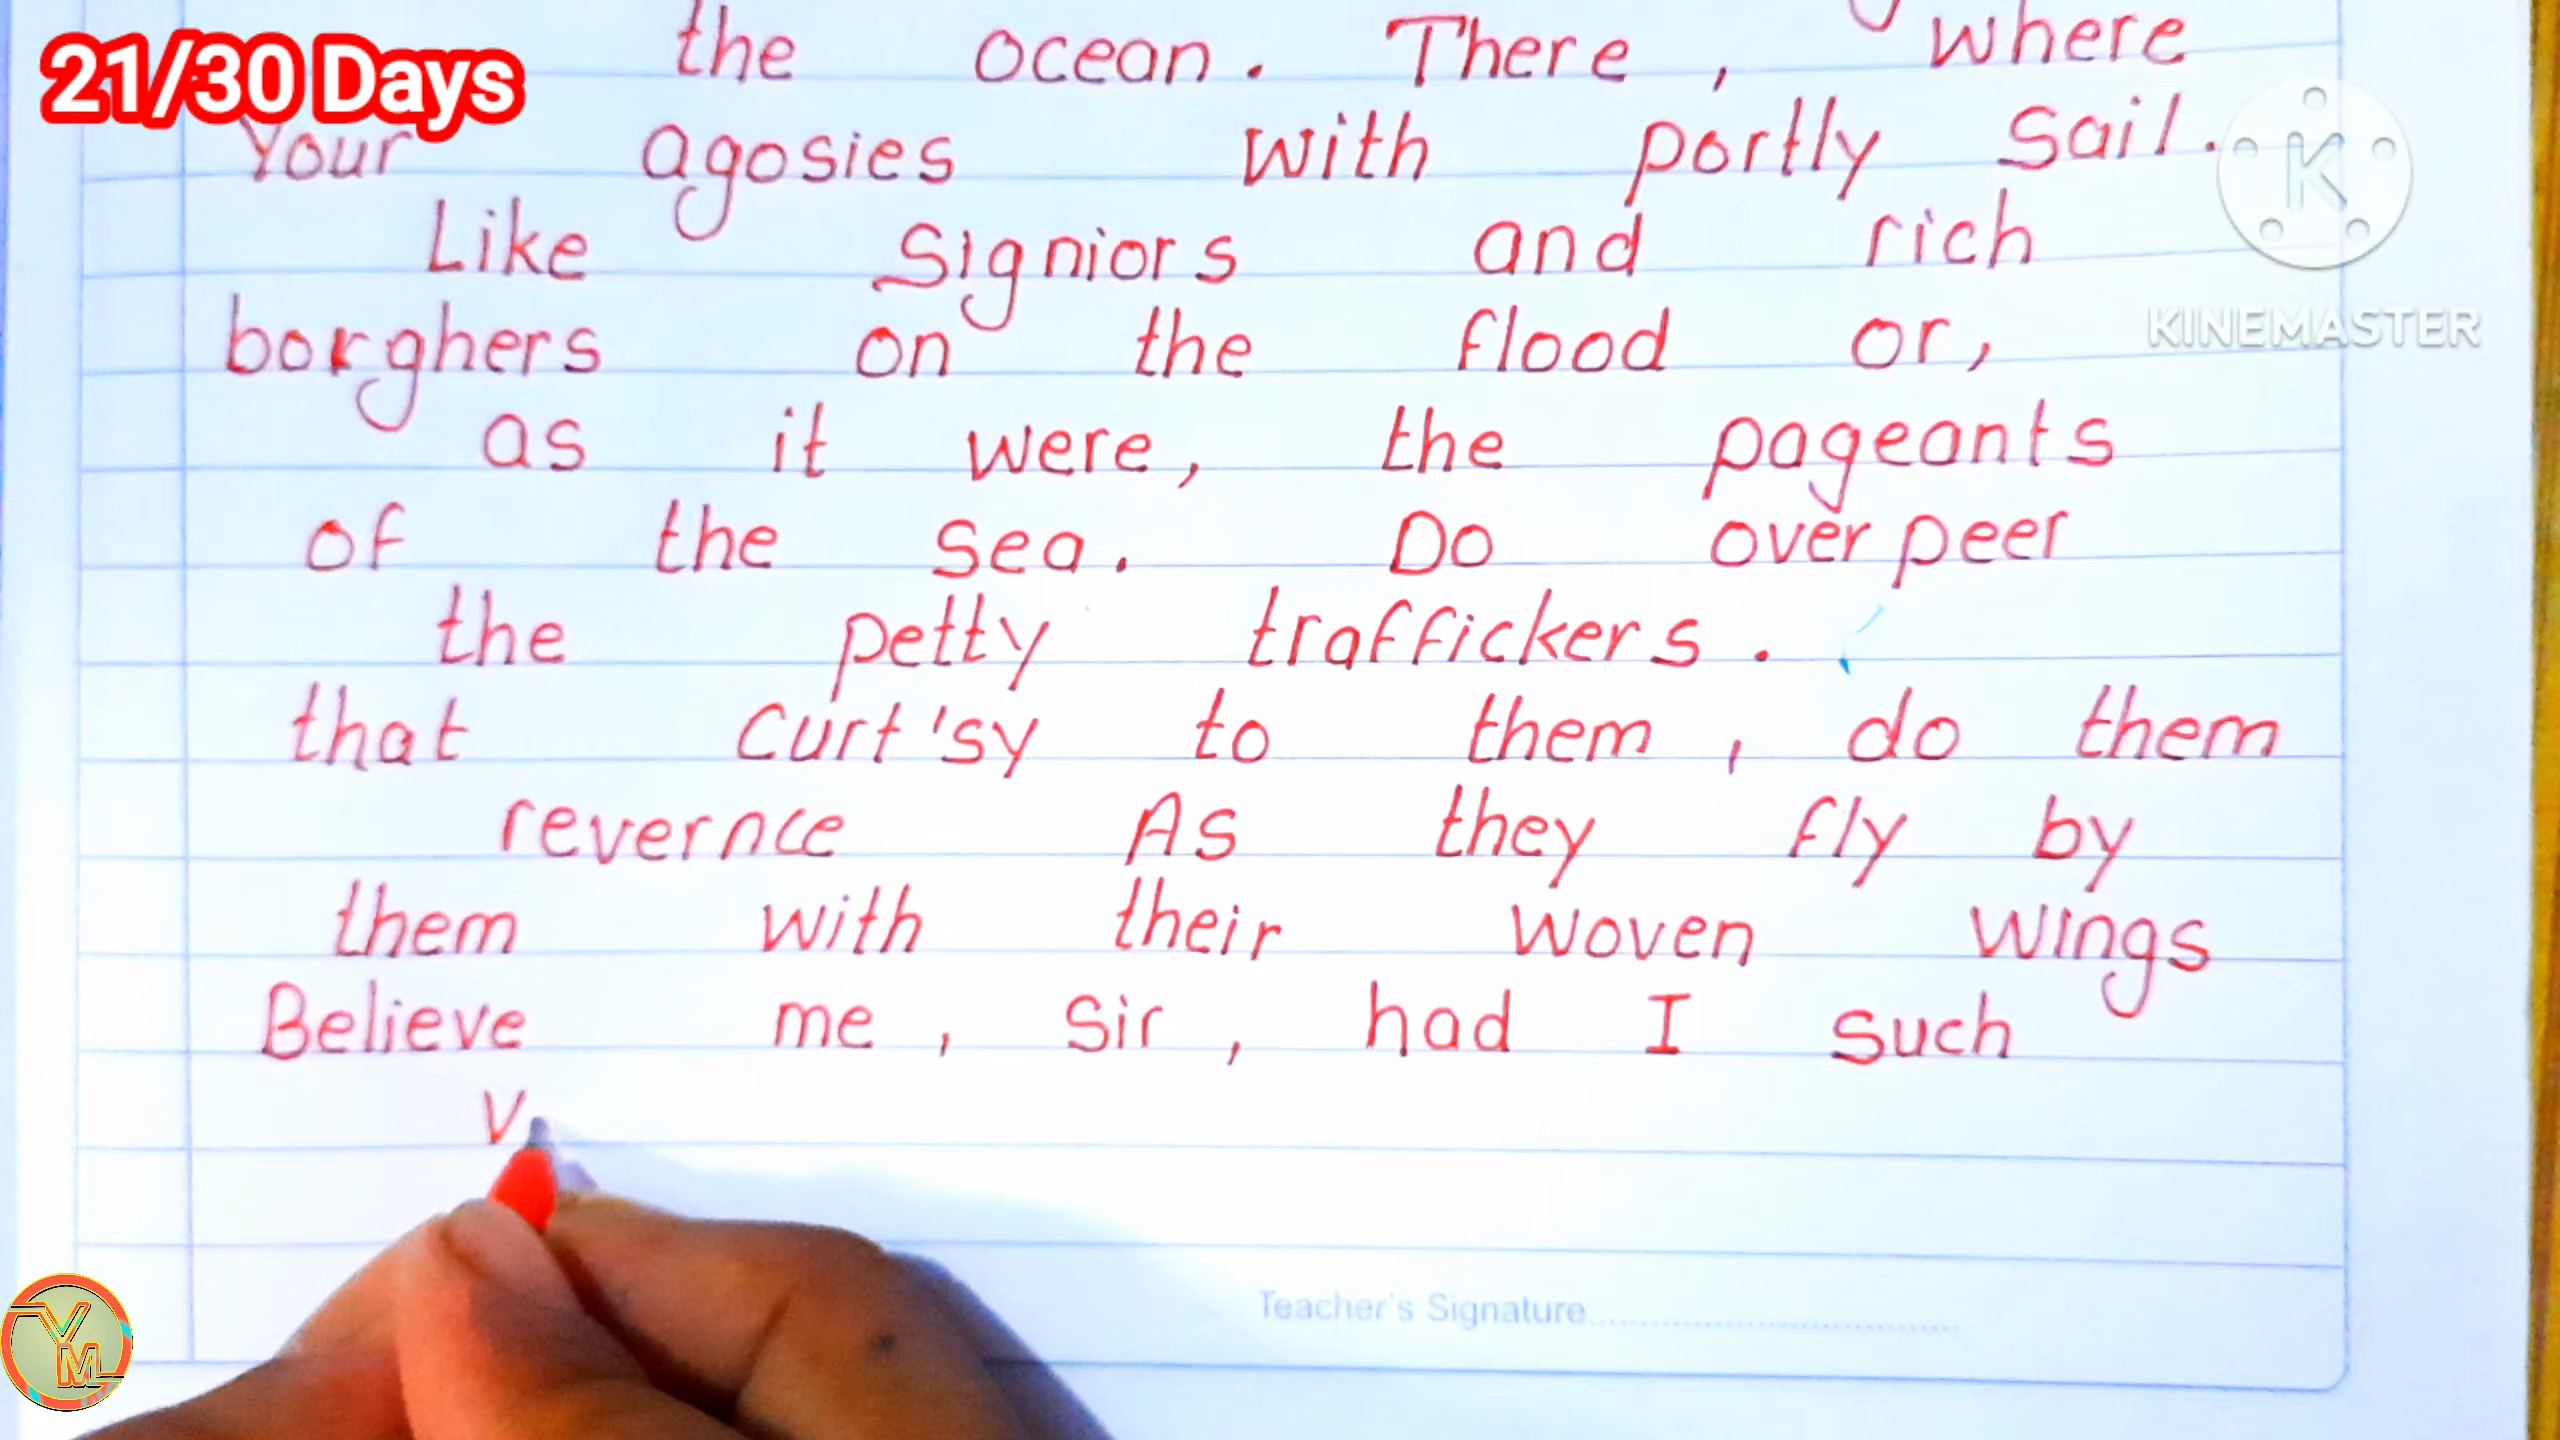 21/30 Days
the ocean. There, where
Your agosies with portly sail.
Like Signiors and rich
borghers on the flood or,
as it were, the pageants
of the sea. Do overpeer
the petty traffickers.
that curt'sy to them, do them
revernce As they fly by
them with their woven wings
Believe me, Sir, had I such
V
K
KINEMASTER
Teacher's Signature
YM